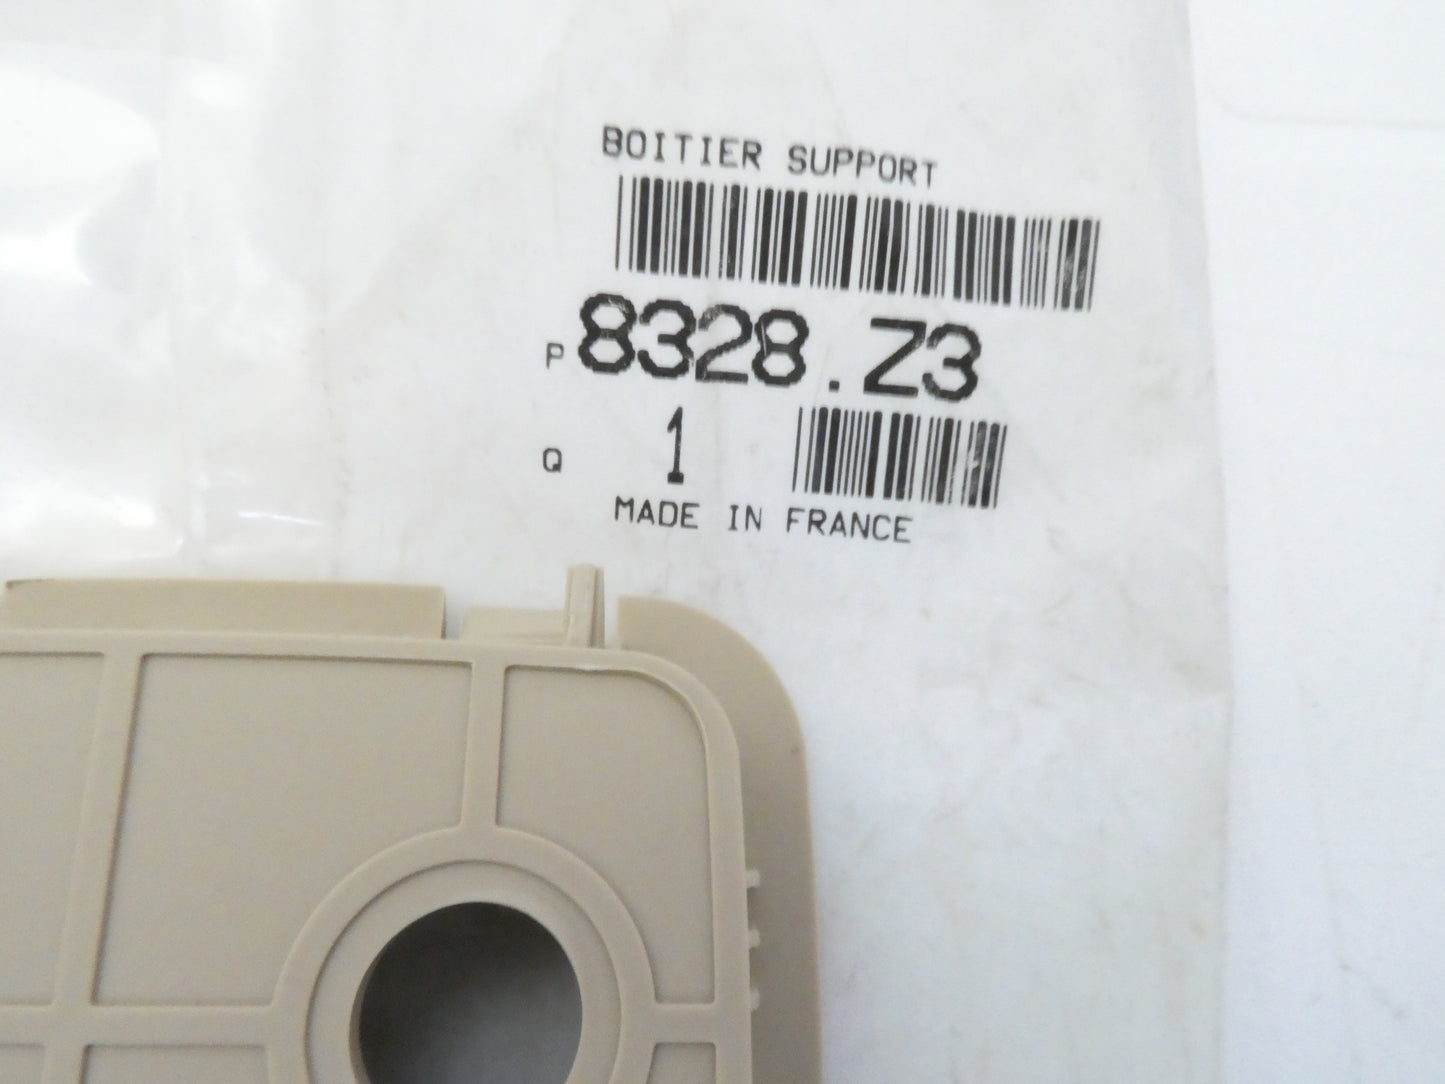 BOITIER SUPPORT
P 8328.Z3
Q 1
MADE IN FRANCE